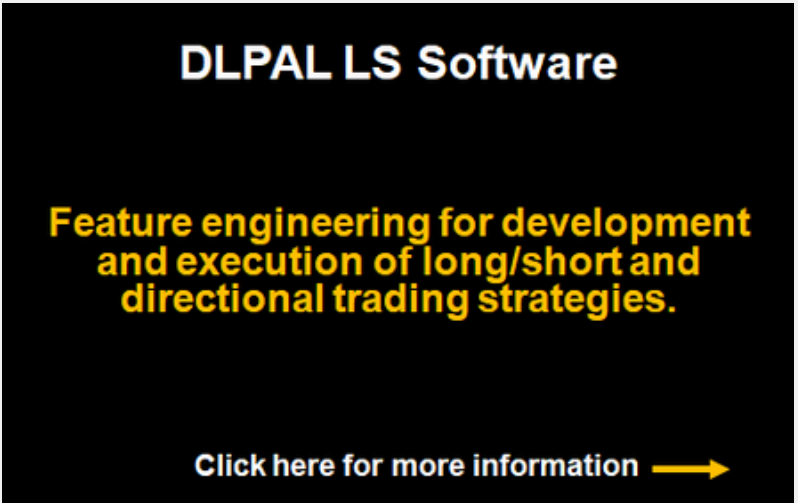 DLPAL LS Software
Feature engineering for development
and execution of long/short and
directional trading strategies.
Click here for more information